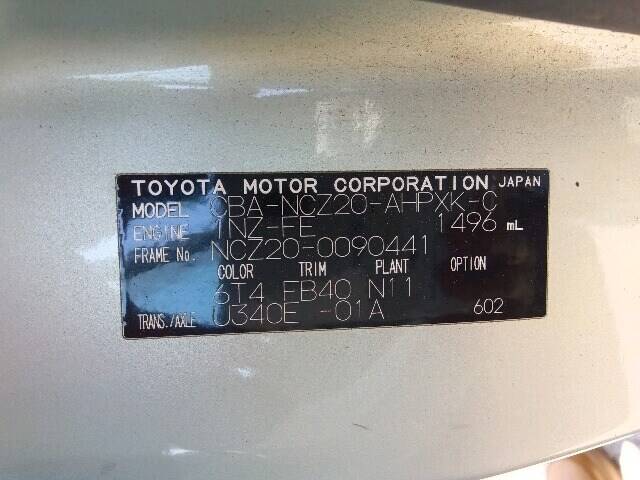 TOYOTA MOTOR CORPORATION JAPAN
MODEL CBA-NCZ20-AHPXK-C
ENGINE 1NZ-FE 1496 mL
FRAME No. NCZ20-0090441
COLOR TRIM PLANT OPTION
6T4 FB40 N11
TRANS./AXLE U340E -01A 602